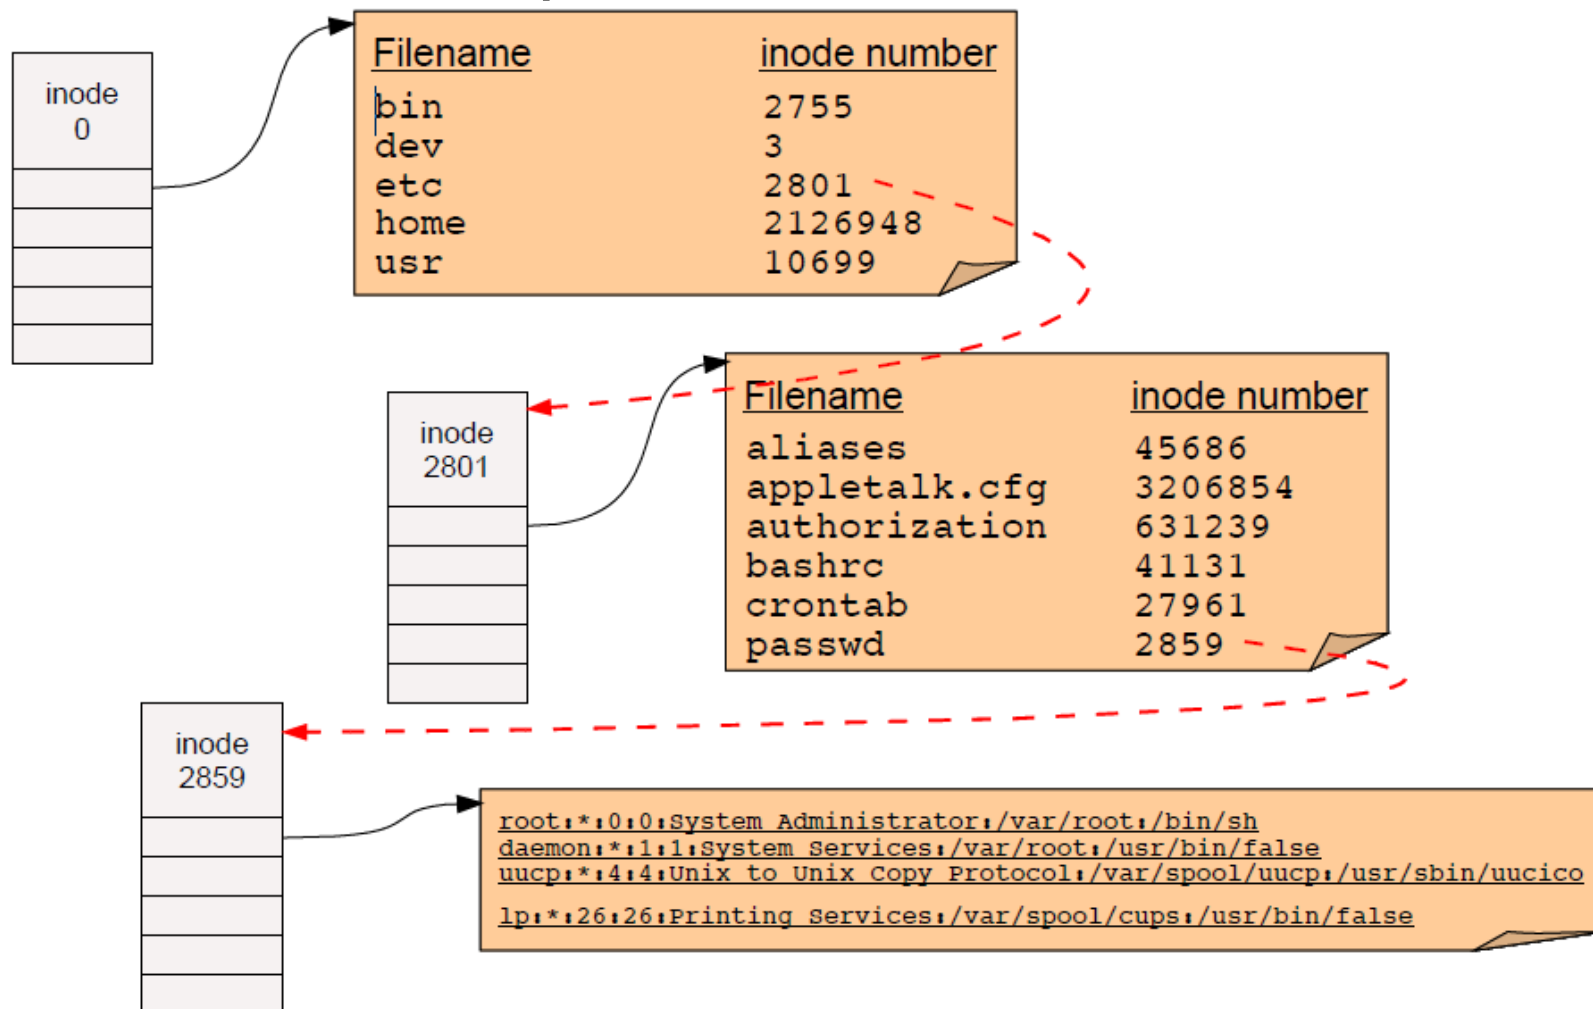 inode
0
Filename inode number
bin 2755
dev 3
etc 2801
home 2126948
usr 10699
inode
2801
Filename inode number
aliases 45686
appletalk.cfg 3206854
authorization 631239
bashrc 41131
crontab 27961
passwd 2859
inode
2859
root:*:0:0:System Administrator:/var/root:/bin/sh
daemon:*:1:1:System Services:/var/root:/usr/bin/false
uucp:*:4:4:Unix to Unix Copy Protocol:/var/spool/uucp:/usr/sbin/uucico
lp:*:26:26:Printing Services:/var/spool/cups:/usr/bin/false